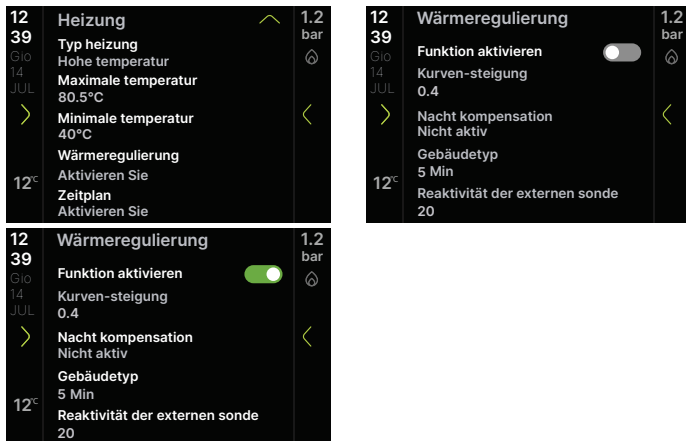 12
39
Gio
14
JUL
12°C
Heizung
Typ heizung
Hohe temperatur
Maximale temperatur
80.5°C
Minimale temperatur
40°C
Wärmeregulierung
Aktivieren Sie
Zeitplan
Aktivieren Sie
1.2
bar
12
39
Gio
14
JUL
12°C
Wärmeregulierung
Funktion aktivieren
Kurven-steigung
0.4
Nacht kompensation
Nicht aktiv
Gebäudetyp
5 Min
Reaktivität der externen sonde
20
1.2
bar
12
39
Gio
14
JUL
12°C
Wärmeregulierung
Funktion aktivieren
Kurven-steigung
0.4
Nacht kompensation
Nicht aktiv
Gebäudetyp
5 Min
Reaktivität der externen sonde
20
1.2
bar